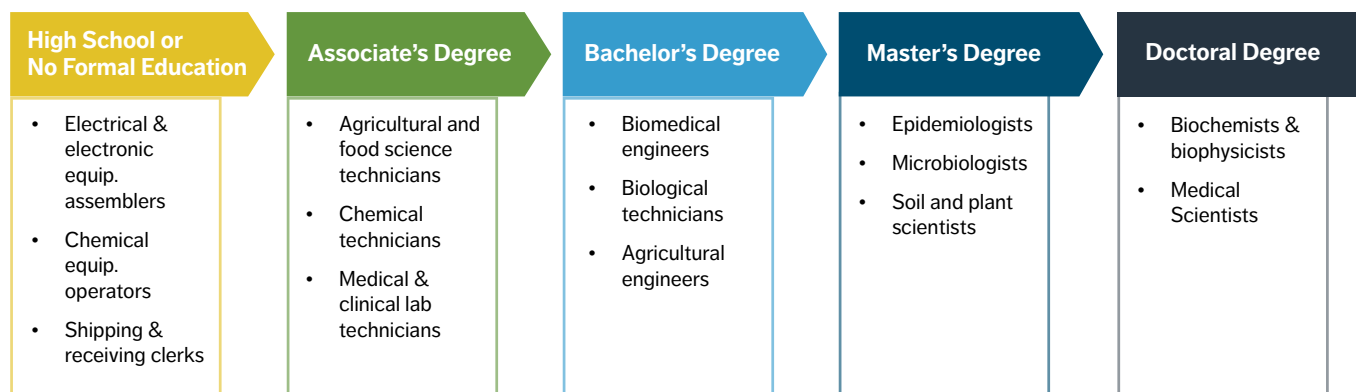 High School or
No Formal Education
• Electrical &
electronic
equip.
assemblers
• Chemical
equip.
operators
• Shipping &
receiving clerks
Associate’s Degree
• Agricultural and
food science
technicians
• Chemical
technicians
• Medical &
clinical lab
technicians
Bachelor’s Degree
• Biomedical
engineers
• Biological
technicians
• Agricultural
engineers
Master’s Degree
• Epidemiologists
• Microbiologists
• Soil and plant
scientists
Doctoral Degree
• Biochemists &
biophysicists
• Medical
Scientists